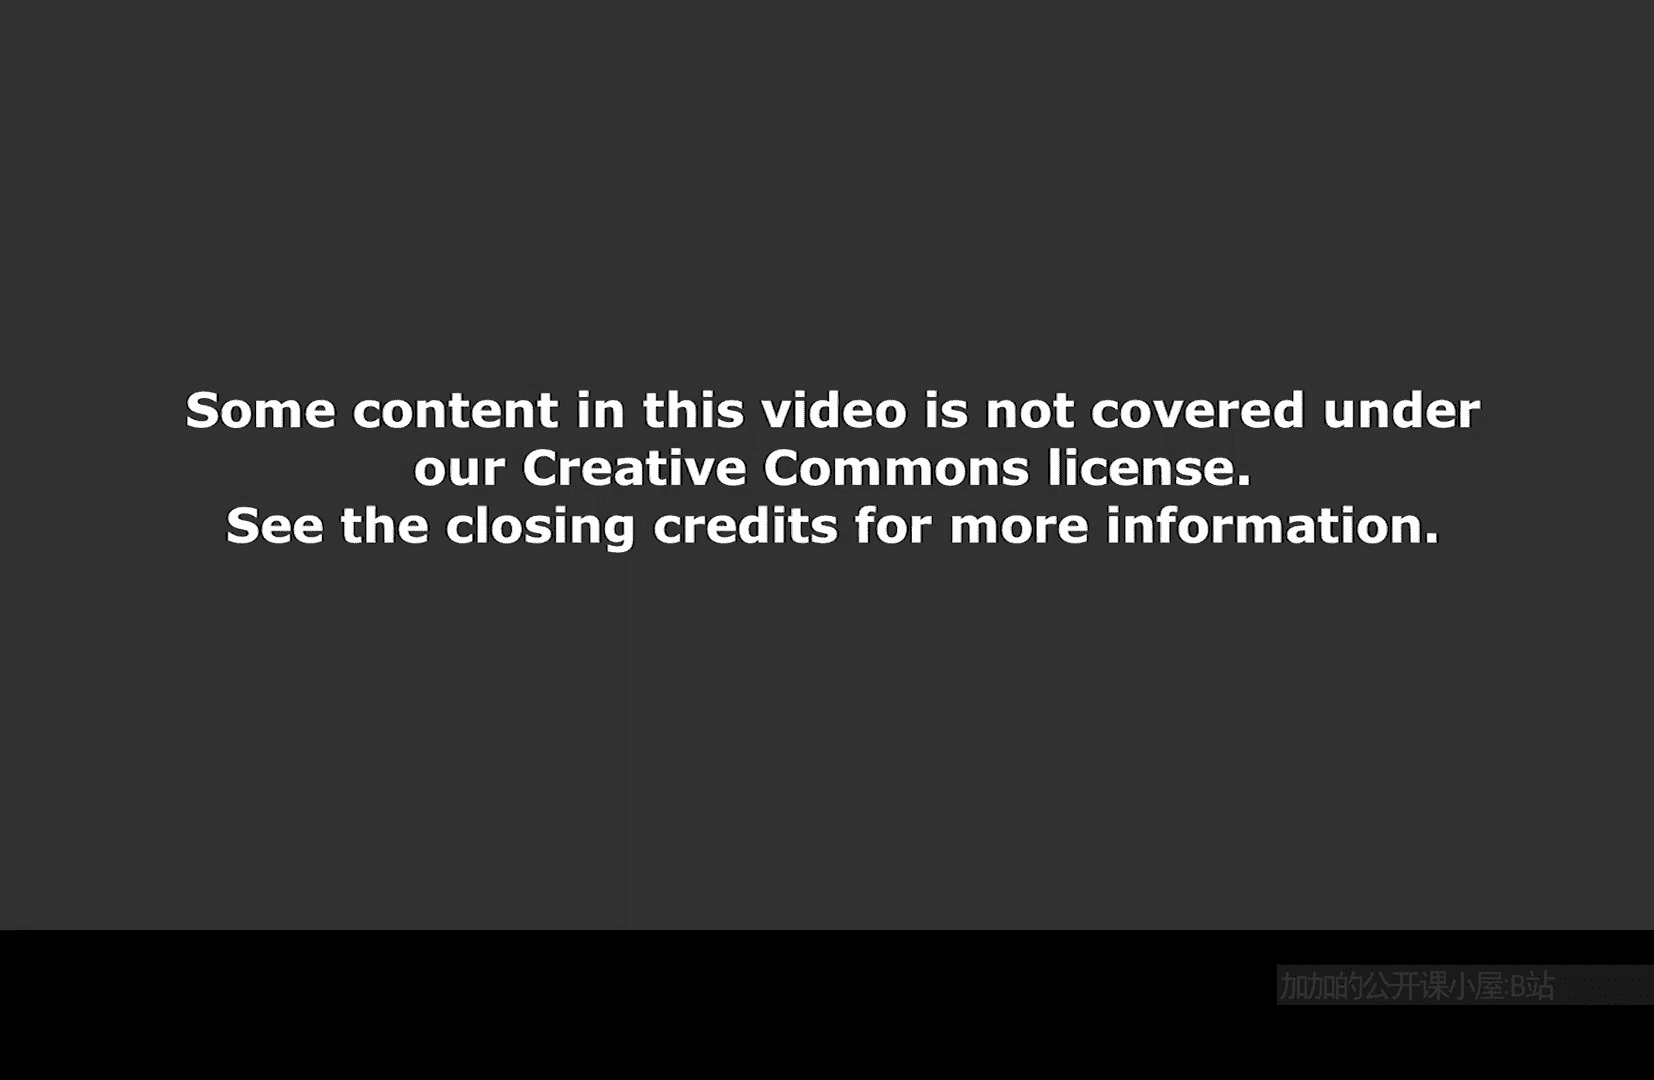 Some content in this video is not covered under
our Creative Commons license.
See the closing credits for more information.
加加的公开课小屋:B站